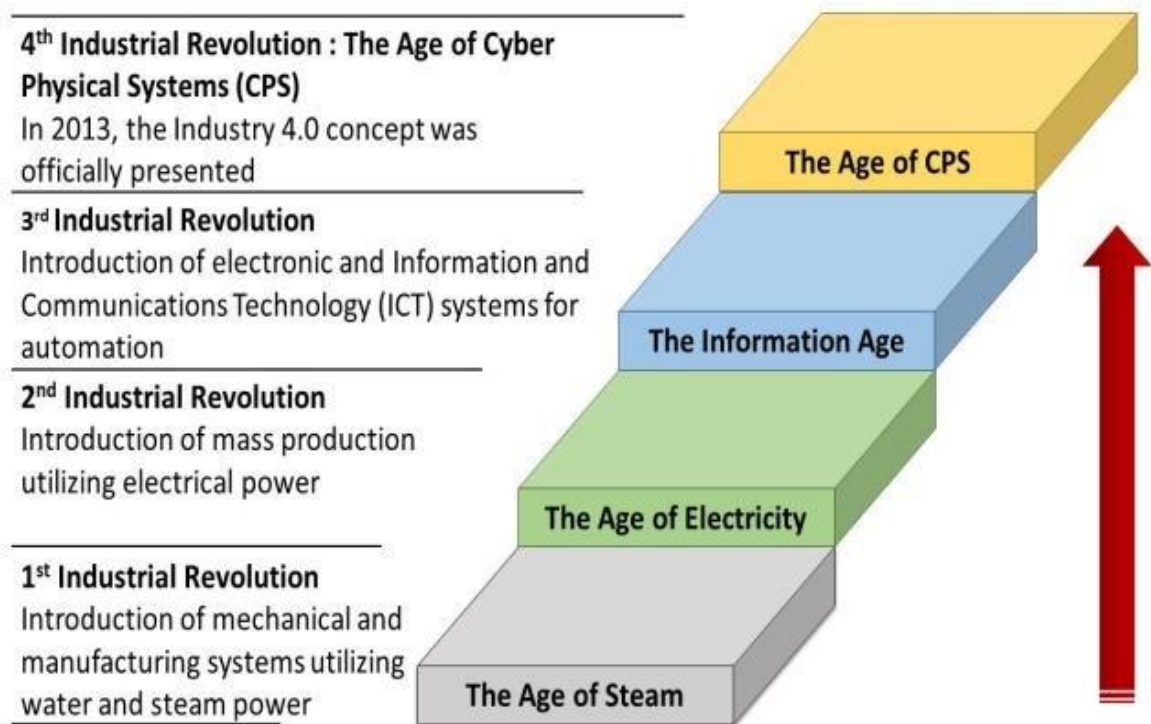 4th Industrial Revolution : The Age of Cyber
Physical Systems (CPS)
In 2013, the Industry 4.0 concept was
officially presented
The Age of CPS
3rd Industrial Revolution
Introduction of electronic and Information and
Communications Technology (ICT) systems for
automation
The Information Age
2nd Industrial Revolution
Introduction of mass production
utilizing electrical power
The Age of Electricity
1st Industrial Revolution
Introduction of mechanical and
manufacturing systems utilizing
water and steam power
The Age of Steam